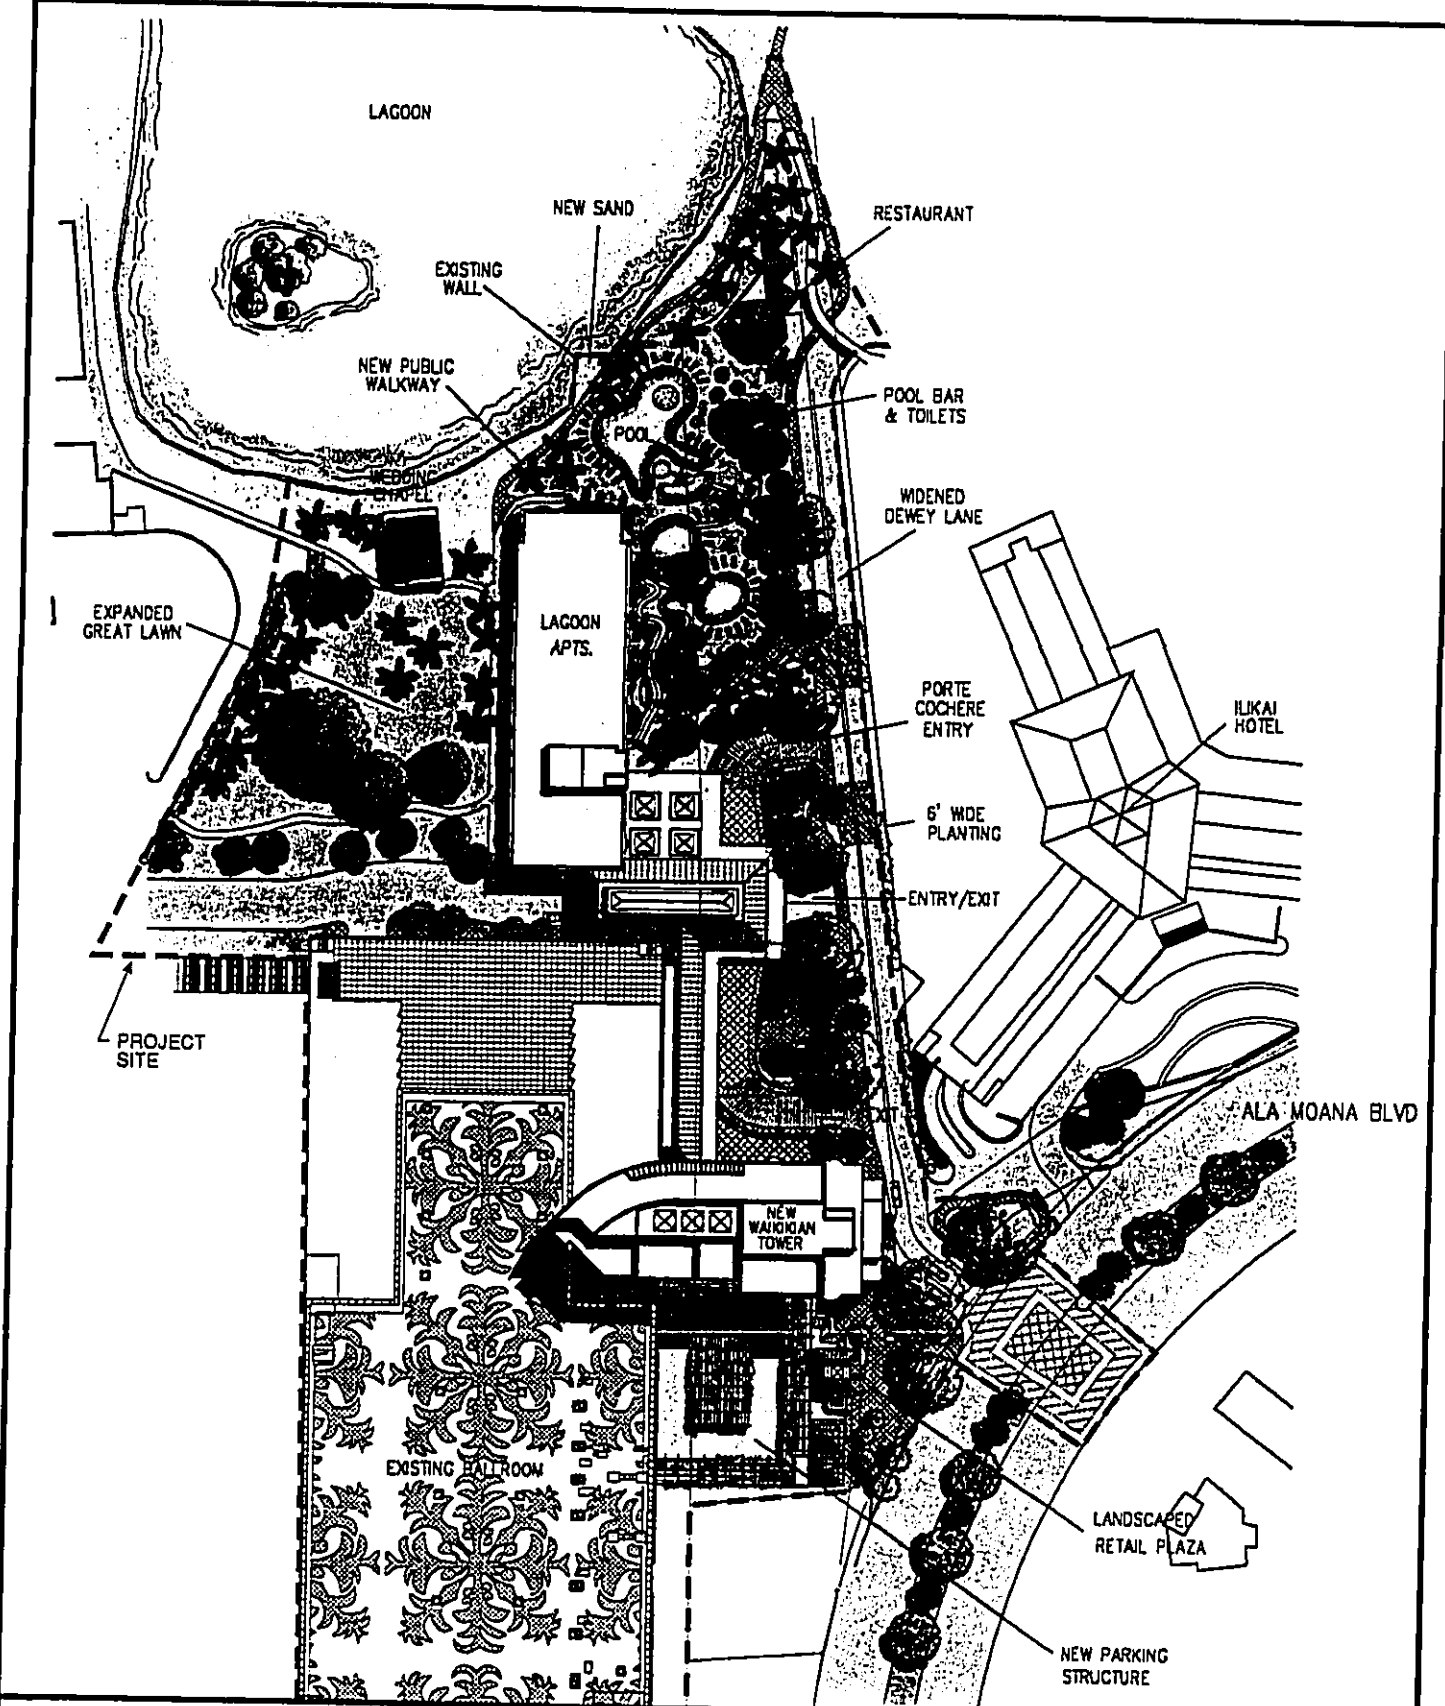 LAGOON
NEW SAND
RESTAURANT
EXISTING
WALL
NEW PUBLIC
WALKWAY
POOL BAR
& TOILETS
POOL
WEDDING
CHAPEL
WIDENED
DEWEY LANE
EXPANDED
GREAT LAWN
LAGOON
APTS.
PORTE
COCHERE
ENTRY
ILIKAI
HOTEL
6' WIDE
PLANTING
ENTRY/EXIT
PROJECT
SITE
EXIT
ALA MOANA BLVD
NEW
WAIKIKIAN
TOWER
EXISTING BALLROOM
LANDSCAPED
RETAIL PLAZA
NEW PARKING
STRUCTURE